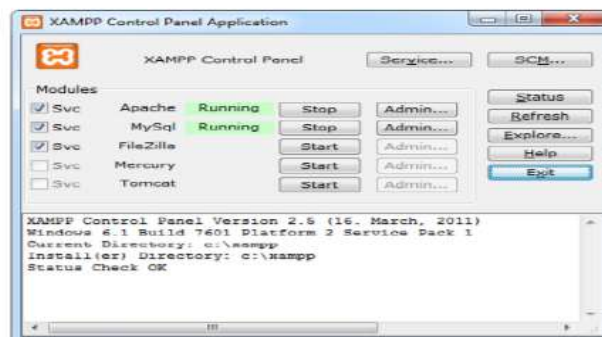 XAMPP Control Panel Application
XAMPP Control Panel Service... SCM...
Modules
Svc Apache Running Stop Admin...
Svc MySql Running Stop Admin...
Svc FileZilla Start Admin...
Svc Mercury Start Admin...
Svc Tomcat Start Admin...
Status
Refresh
Explore...
Help
Exit
XAMPP Control Panel Version 2.5 (16. March, 2011)
Windows 6.1 Build 7601 Platform 2 Service Pack 1
Current Directory: c:\xampp
Install(er) Directory: c:\xampp
Status Check OK